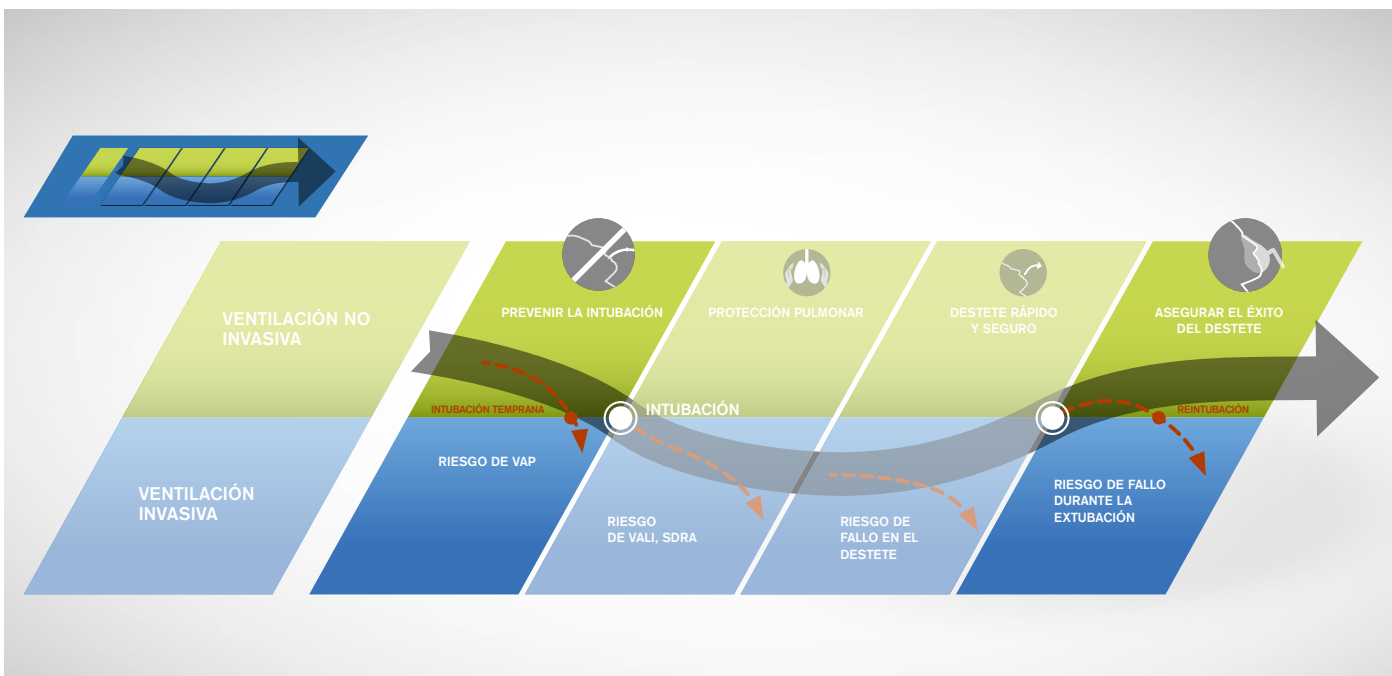 PREVENIR LA INTUBACIÓN
PROTECCIÓN PULMONAR
DESTETE RÁPIDO
Y SEGURO
ASEGURAR EL ÉXITO
DEL DESTETE
VENTILACIÓN NO
INVASIVA
INTUBACIÓN TEMPRANA
INTUBACIÓN
REINTUBACIÓN
VENTILACIÓN
INVASIVA
RIESGO DE VAP
RIESGO
DE VALI, SDRA
RIESGO DE
FALLO EN EL
DESTETE
RIESGO DE FALLO
DURANTE LA
EXTUBACIÓN